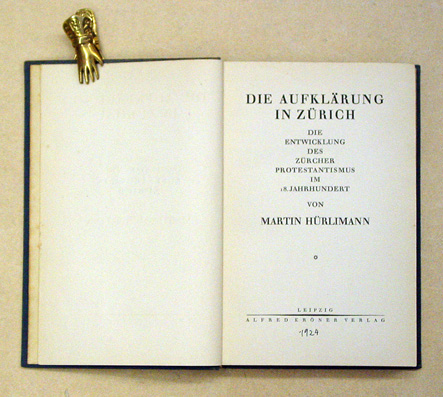 DIE AUFKLÄRUNG
IN ZÜRICH
DIE
ENTWICKLUNG
DES
ZÜRCHER
PROTESTANTISMUS
IM
18. JAHRHUNDERT
VON
MARTIN HÜRLIMANN
LEIPZIG
ALFRED KRÖNER VERLAG
1924